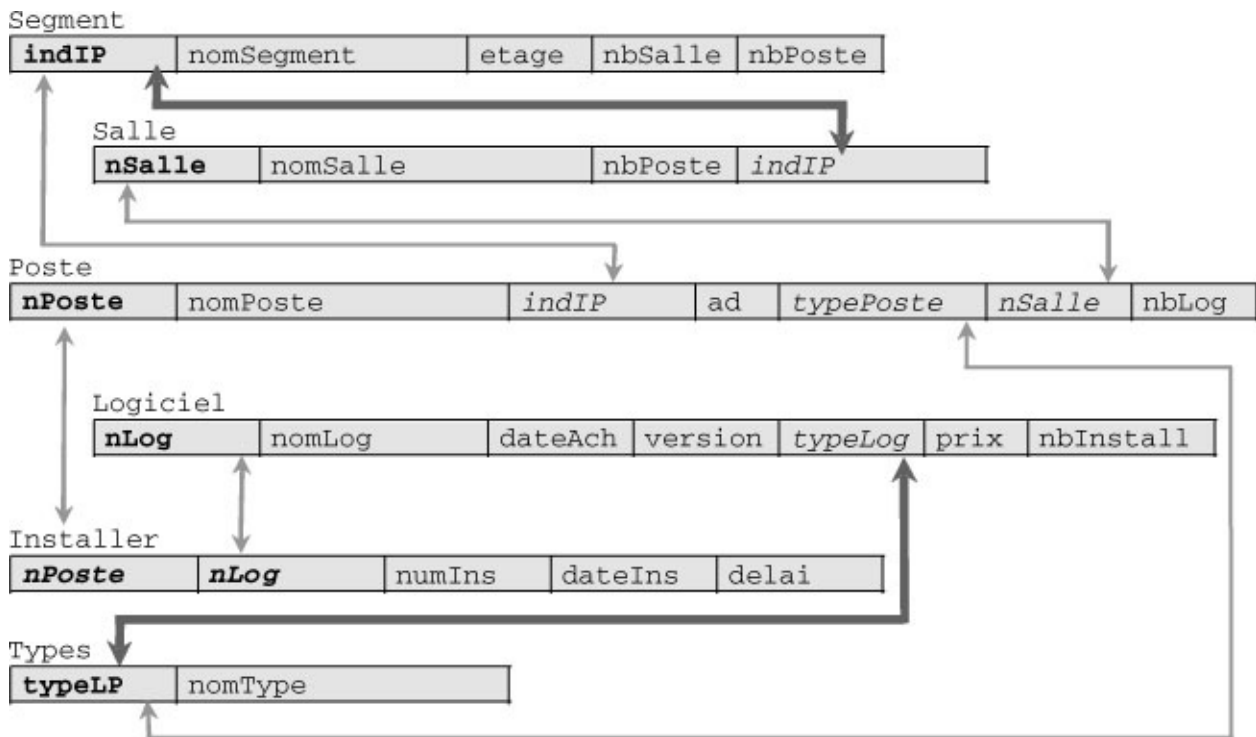 Segment
indIP nomSegment etage nbSalle nbPoste
Salle
nSalle nomSalle nbPoste indIP
Poste
nPoste nomPoste indIP ad typePoste nSalle nbLog
Logiciel
nLog nomLog dateAch version typeLog prix nbInstall
Installer
nPoste nLog numIns dateIns delai
Types
typeLP nomType